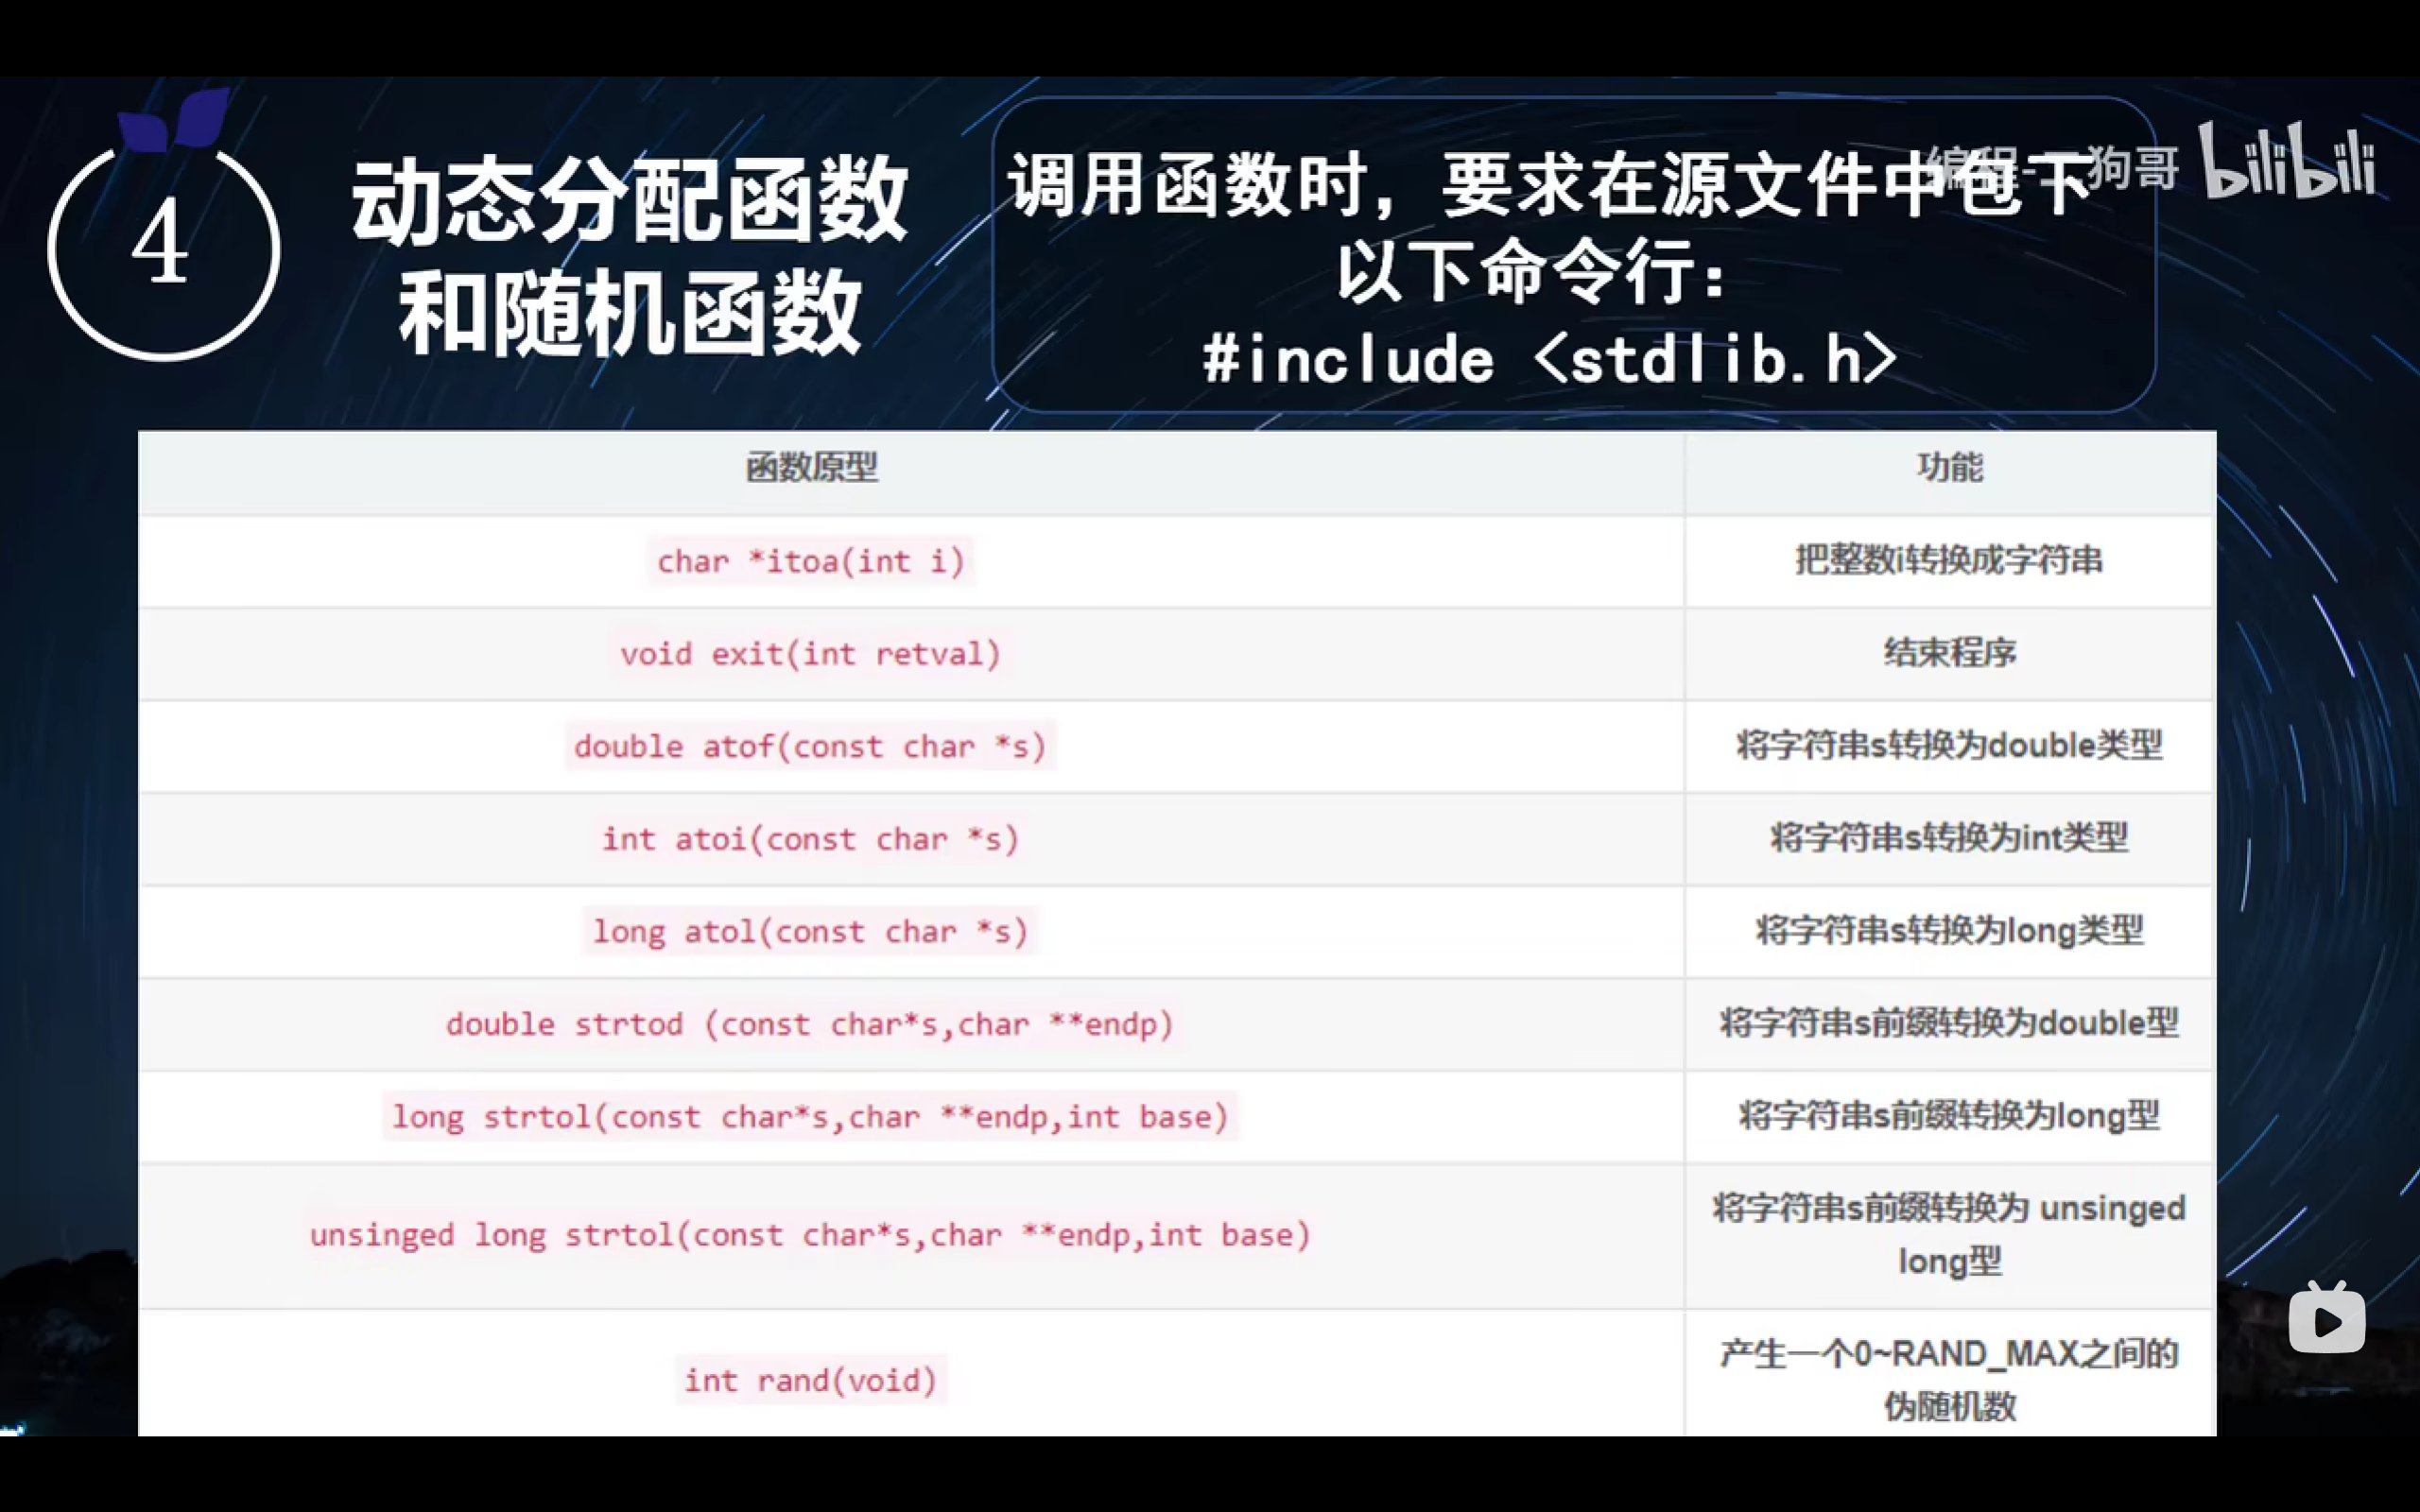 4
动态分配函数
和随机函数
调用函数时，要求在源文件中包下
以下命令行：
#include <stdlib.h>
编程-二狗哥 bilibili
函数原型 功能
char *itoa(int i) 把整数i转换成字符串
void exit(int retval) 结束程序
double atof(const char *s) 将字符串s转换为double类型
int atoi(const char *s) 将字符串s转换为int类型
long atol(const char *s) 将字符串s转换为long类型
double strtod (const char*s,char **endp) 将字符串s前缀转换为double型
long strtol(const char*s,char **endp,int base) 将字符串s前缀转换为long型
unsinged long strtol(const char*s,char **endp,int base) 将字符串s前缀转换为 unsinged
long型
int rand(void) 产生一个0~RAND_MAX之间的
伪随机数